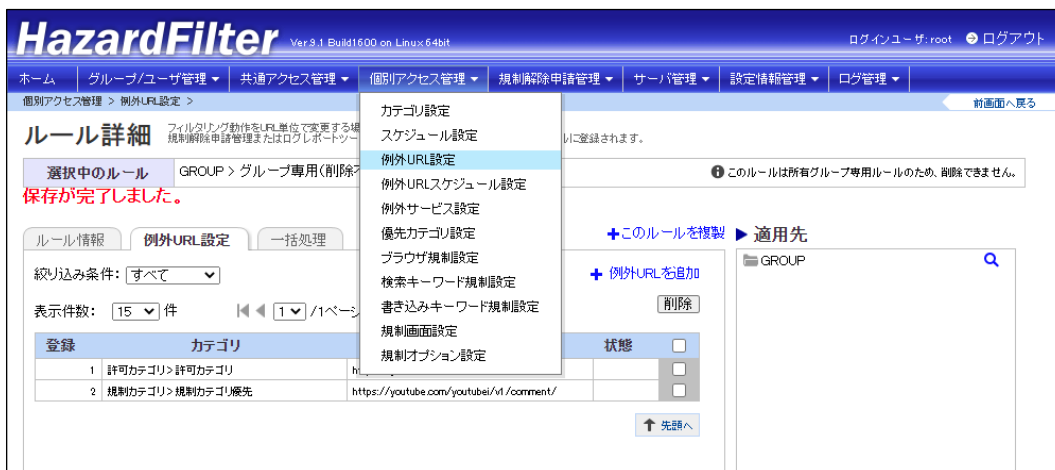 HazardFilter Ver9.1 Build1600 on Linux 64bit ログインユーザ: root ログアウト
ホーム グループ/ユーザ管理▼ 共通アクセス管理▼ 個別アクセス管理▼ 規制解除申請管理▼ サーバ管理▼ 設定情報管理▼ ログ管理▼
個別アクセス管理 > 例外URL設定 > 前画面へ戻る
カテゴリ設定
スケジュール設定
例外URL設定
例外URLスケジュール設定
例外サービス設定
優先カテゴリ設定
ブラウザ規制設定
検索キーワード規制設定
書き込みキーワード規制設定
規制画面設定
規制オプション設定
ルール詳細 フィルタリング動作をURL単位で変更する
規制解除申請管理またはログレポートツー ルに登録されます。
選択中のルール GROUP > グループ専用(削除 このルールは所有グループ専用ルールのため、削除できません。
保存が完了しました。
ルール情報 例外URL設定 一括処理 +このルールを複製 ▶ 適用先
GROUP
絞り込み条件: すべて + 例外URLを追加
表示件数: 15 件 1 /1ページ 削除
登録 カテゴリ 状態
1 許可カテゴリ>許可カテゴリ
2 規制カテゴリ>規制カテゴリ優先 https://youtube.com/youtubei/v1/comment/
↑ 先頭へ